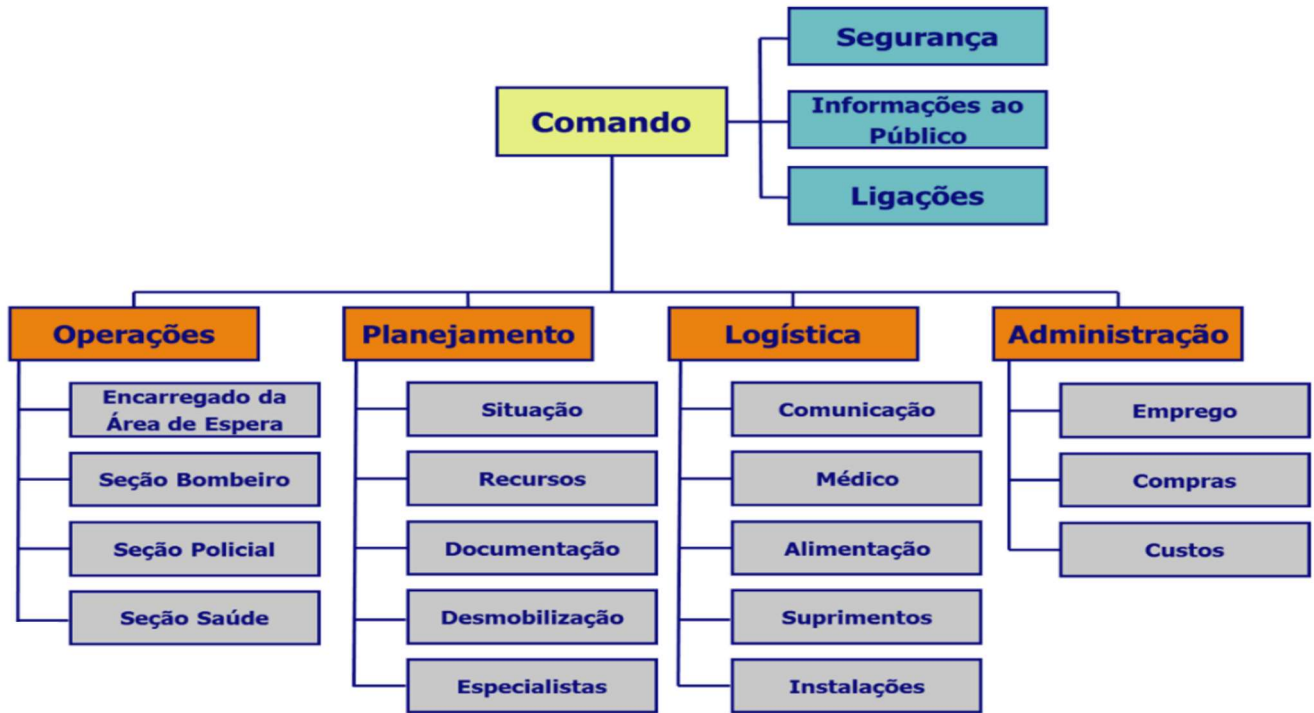 Segurança
Comando
Informações ao
Público
Ligações
Operações
Encarregado da
Área de Espera
Seção Bombeiro
Seção Policial
Seção Saúde
Planejamento
Situação
Recursos
Documentação
Desmobilização
Especialistas
Logística
Comunicação
Médico
Alimentação
Suprimentos
Instalações
Administração
Emprego
Compras
Custos